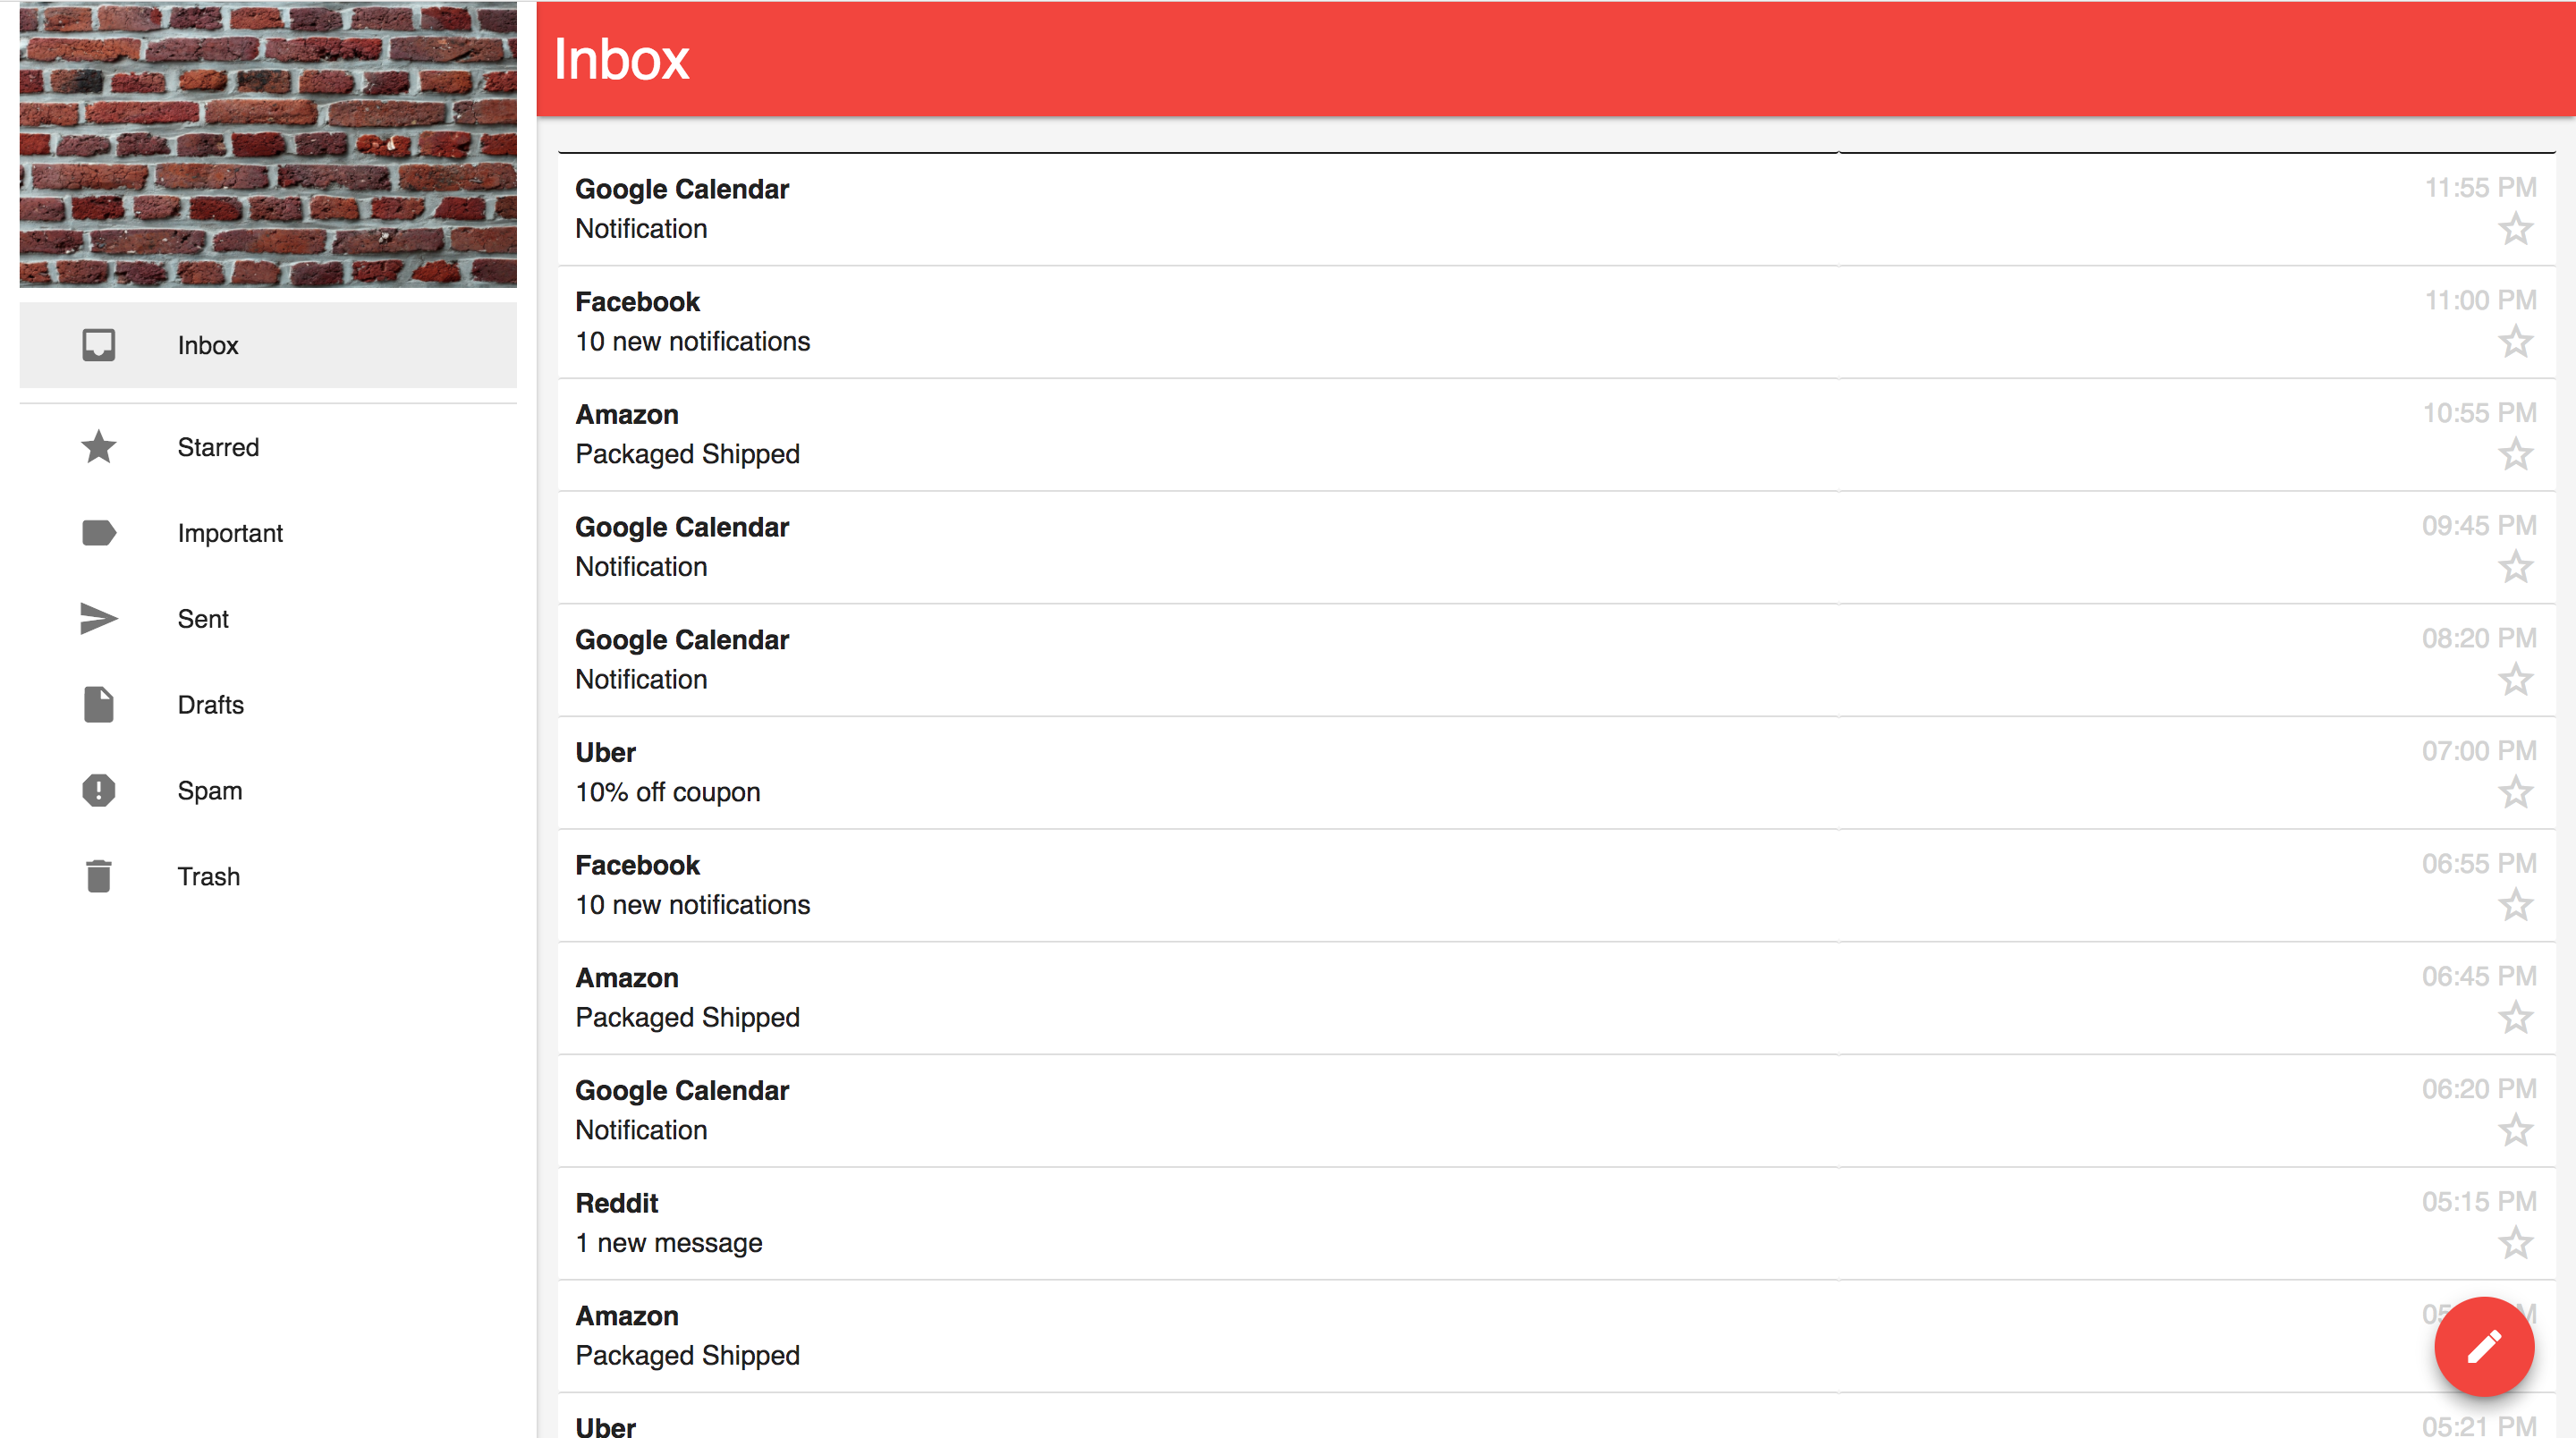 Inbox
Inbox
Starred
Important
Sent
Drafts
Spam
Trash
Google Calendar
11:55 PM
Notification
Facebook
11:00 PM
10 new notifications
Amazon
10:55 PM
Packaged Shipped
Google Calendar
09:45 PM
Notification
Google Calendar
08:20 PM
Notification
Uber
07:00 PM
10% off coupon
Facebook
06:55 PM
10 new notifications
Amazon
06:45 PM
Packaged Shipped
Google Calendar
06:20 PM
Notification
Reddit
05:15 PM
1 new message
Amazon
Packaged Shipped
Uber
05:21 PM